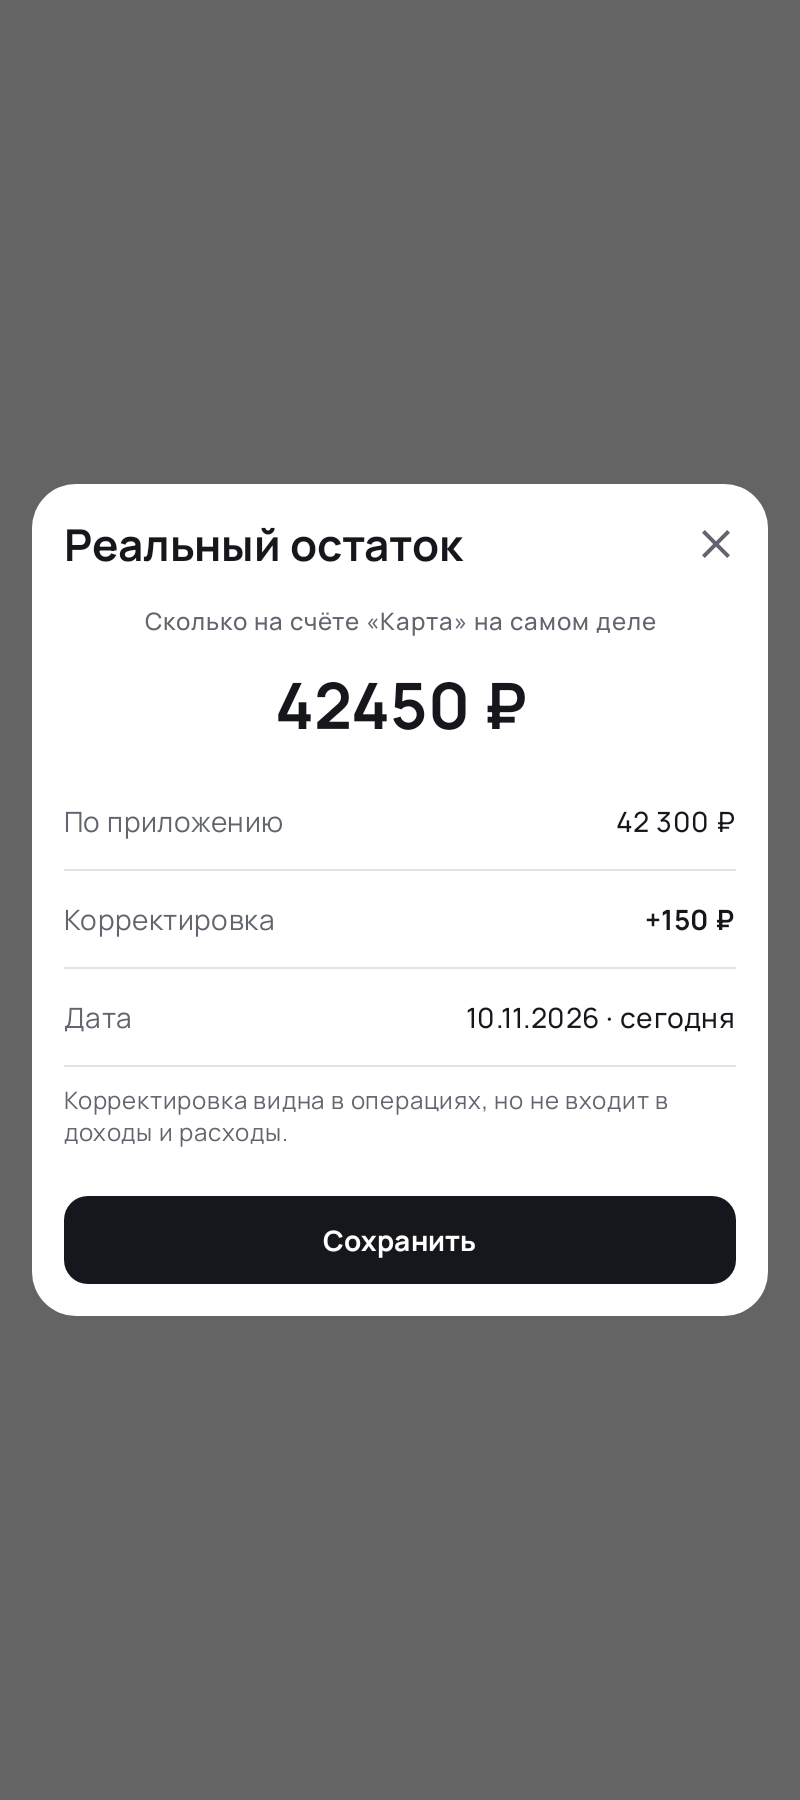 Реальный остаток
Сколько на счёте «Карта» на самом деле
42450 ₽
По приложению 42 300 ₽
Корректировка +150 ₽
Дата 10.11.2026 · сегодня
Корректировка видна в операциях, но не входит в
доходы и расходы.
Сохранить